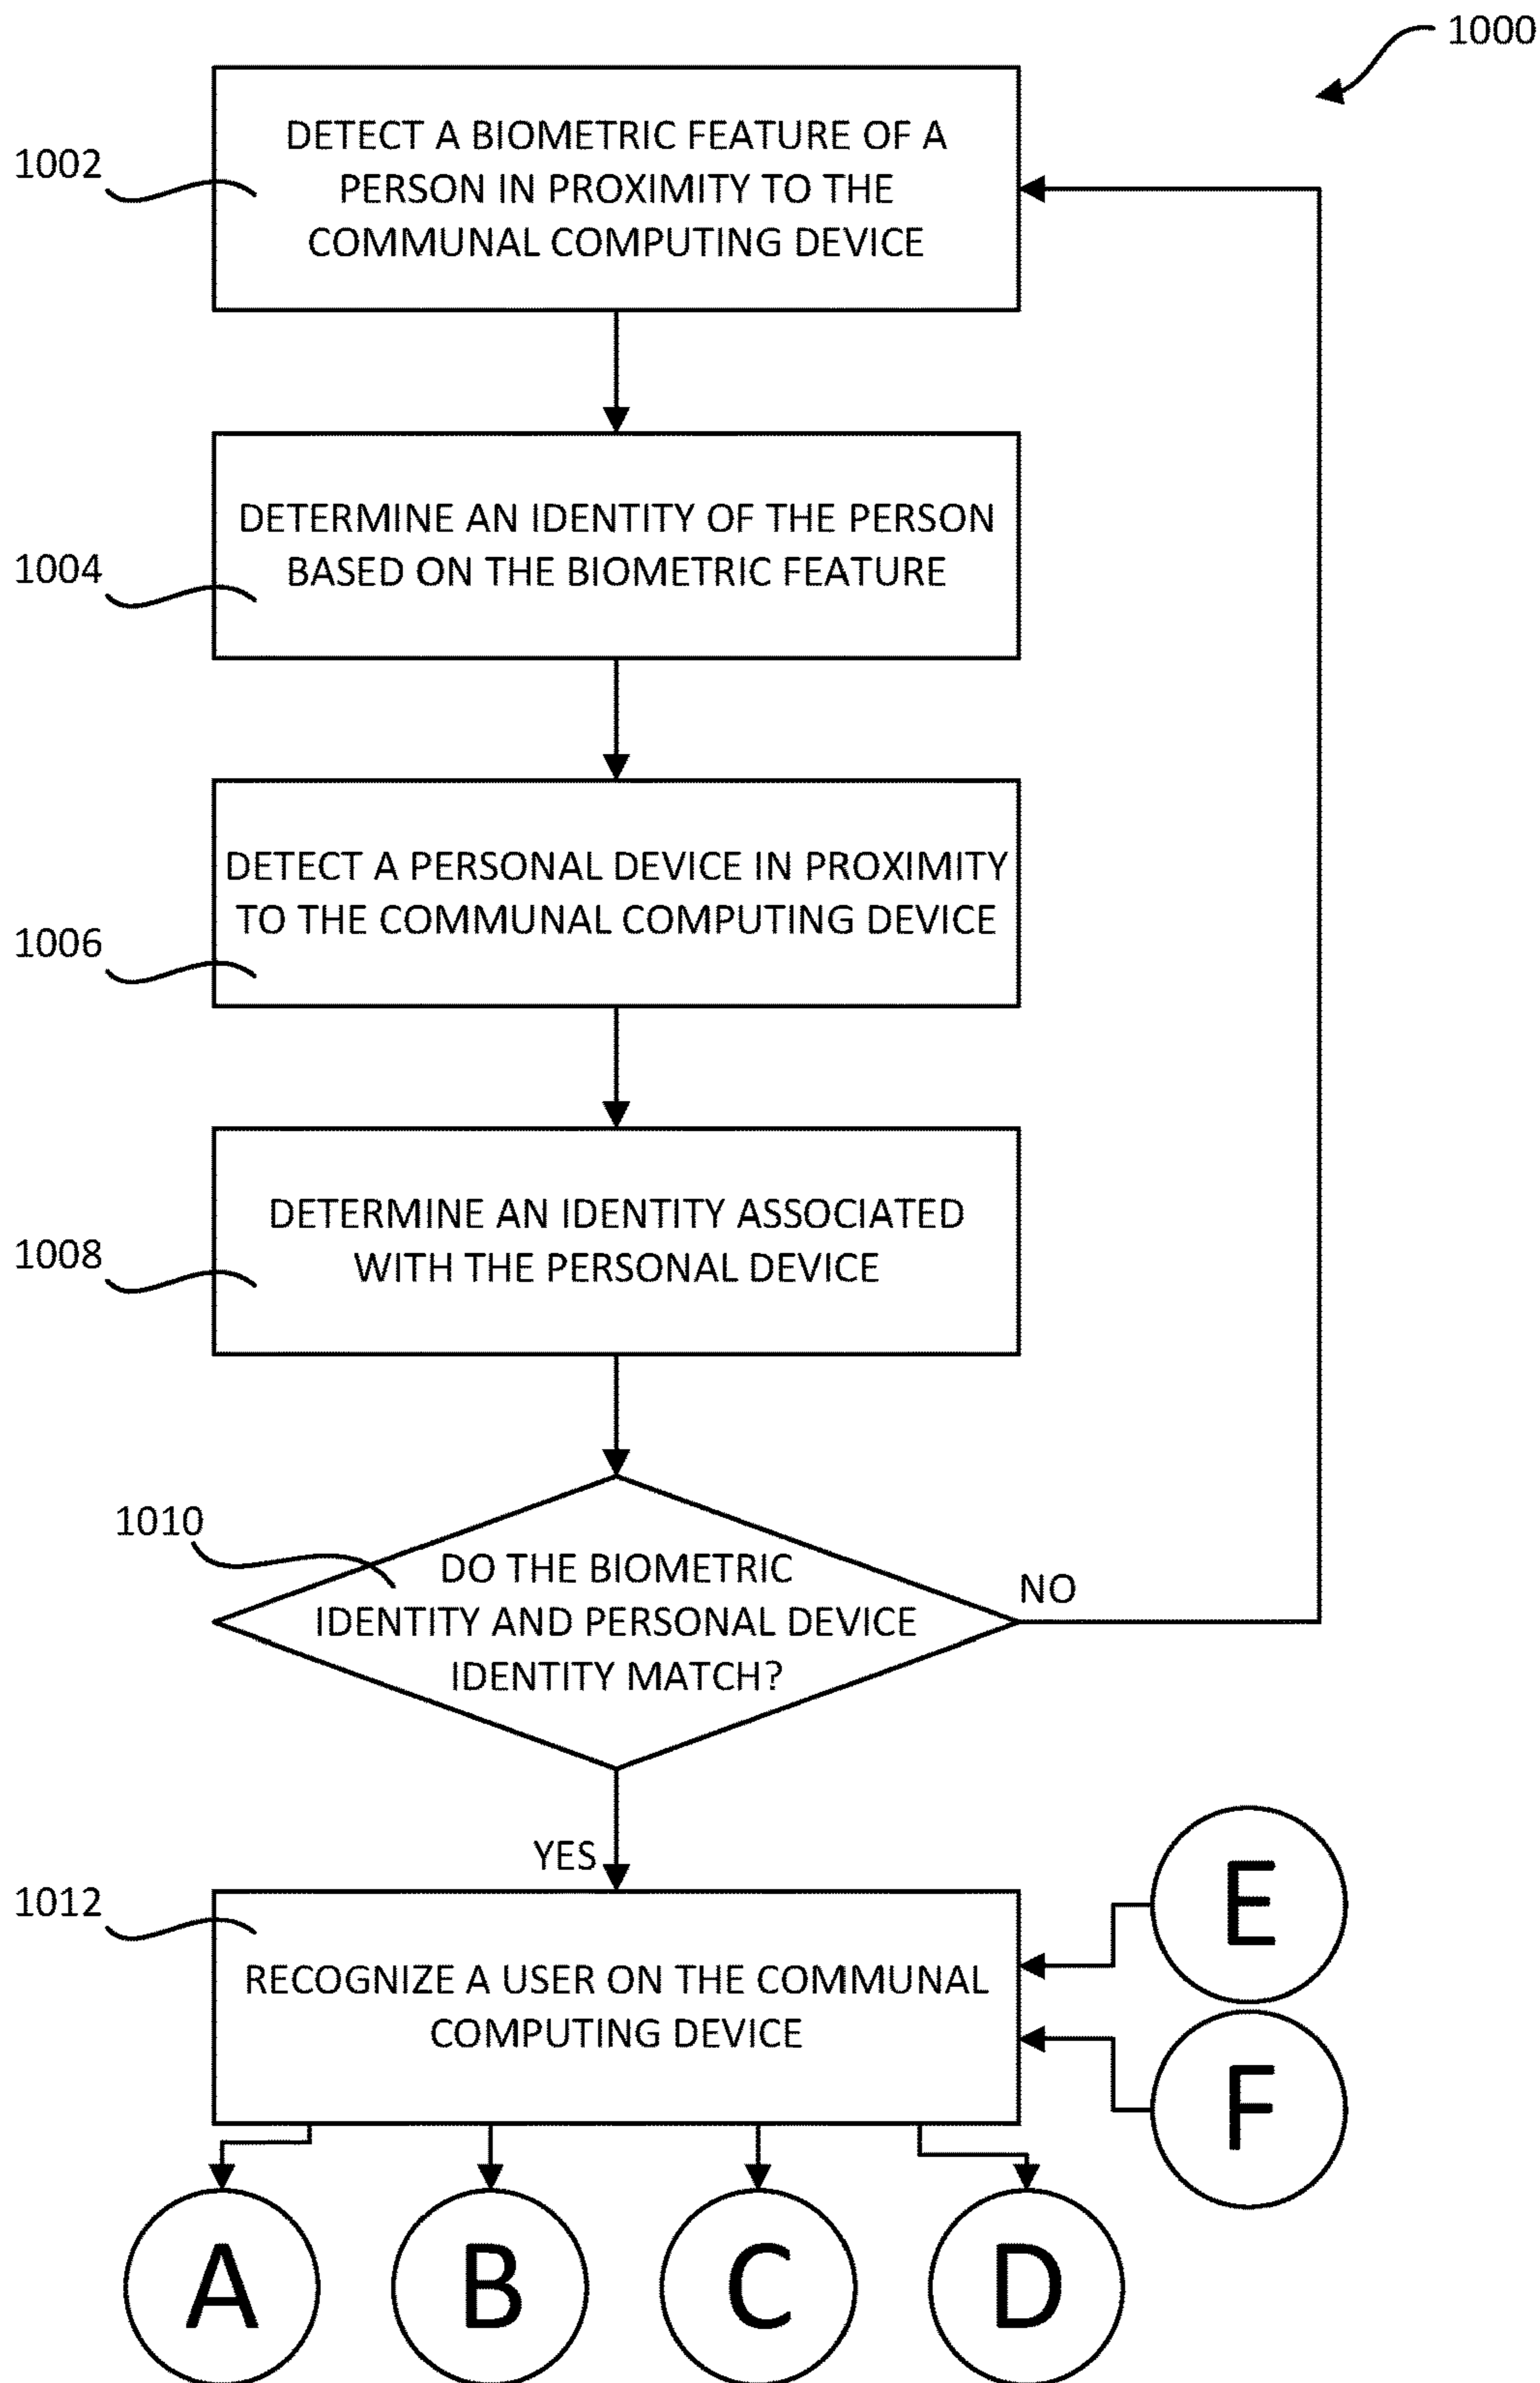 1000
1002
DETECT A BIOMETRIC FEATURE OF A
PERSON IN PROXIMITY TO THE
COMMUNAL COMPUTING DEVICE
1004
DETERMINE AN IDENTITY OF THE PERSON
BASED ON THE BIOMETRIC FEATURE
1006
DETECT A PERSONAL DEVICE IN PROXIMITY
TO THE COMMUNAL COMPUTING DEVICE
1008
DETERMINE AN IDENTITY ASSOCIATED
WITH THE PERSONAL DEVICE
1010
DO THE BIOMETRIC
IDENTITY AND PERSONAL DEVICE
IDENTITY MATCH?
NO
YES
1012
RECOGNIZE A USER ON THE COMMUNAL
COMPUTING DEVICE
E
F
A
B
C
D